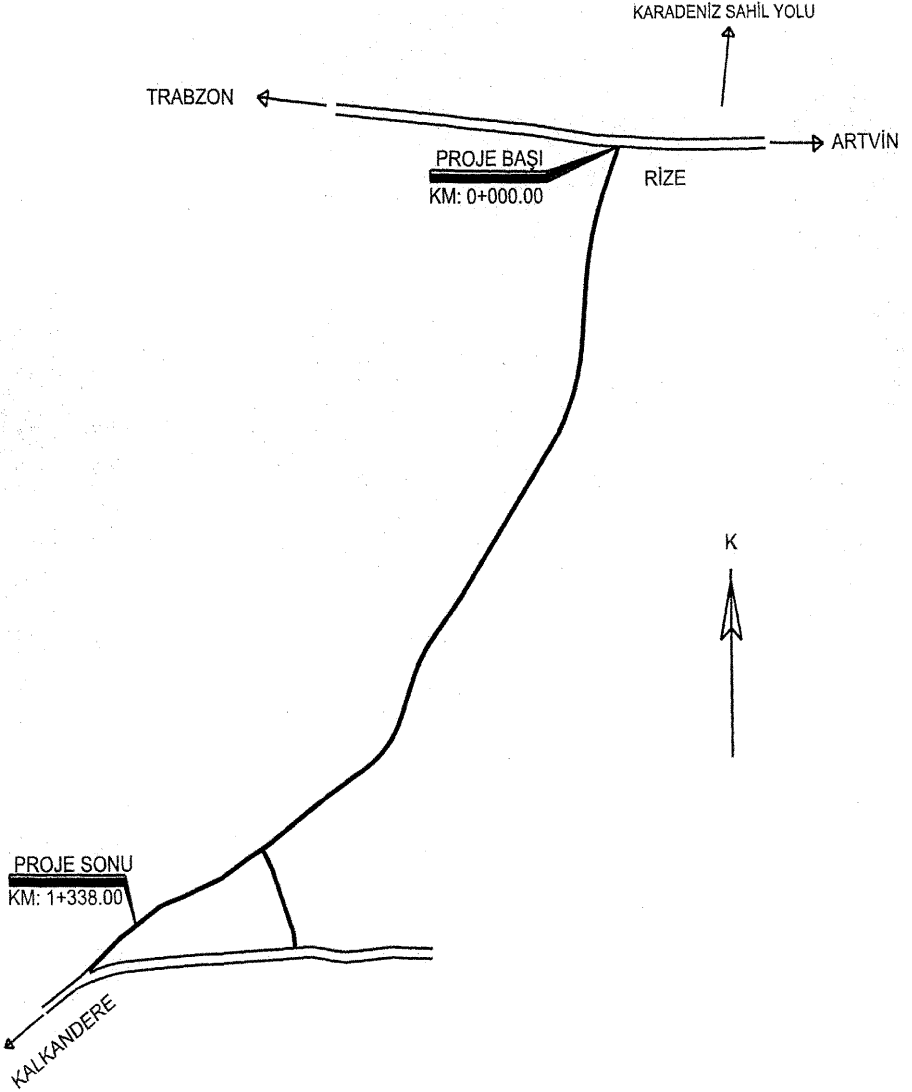 KARADENİZ SAHİL YOLU
TRABZON
ARTVİN
PROJE BAŞI
KM: 0+000.00
RİZE
K
PROJE SONU
KM: 1+338.00
KALKANDERE